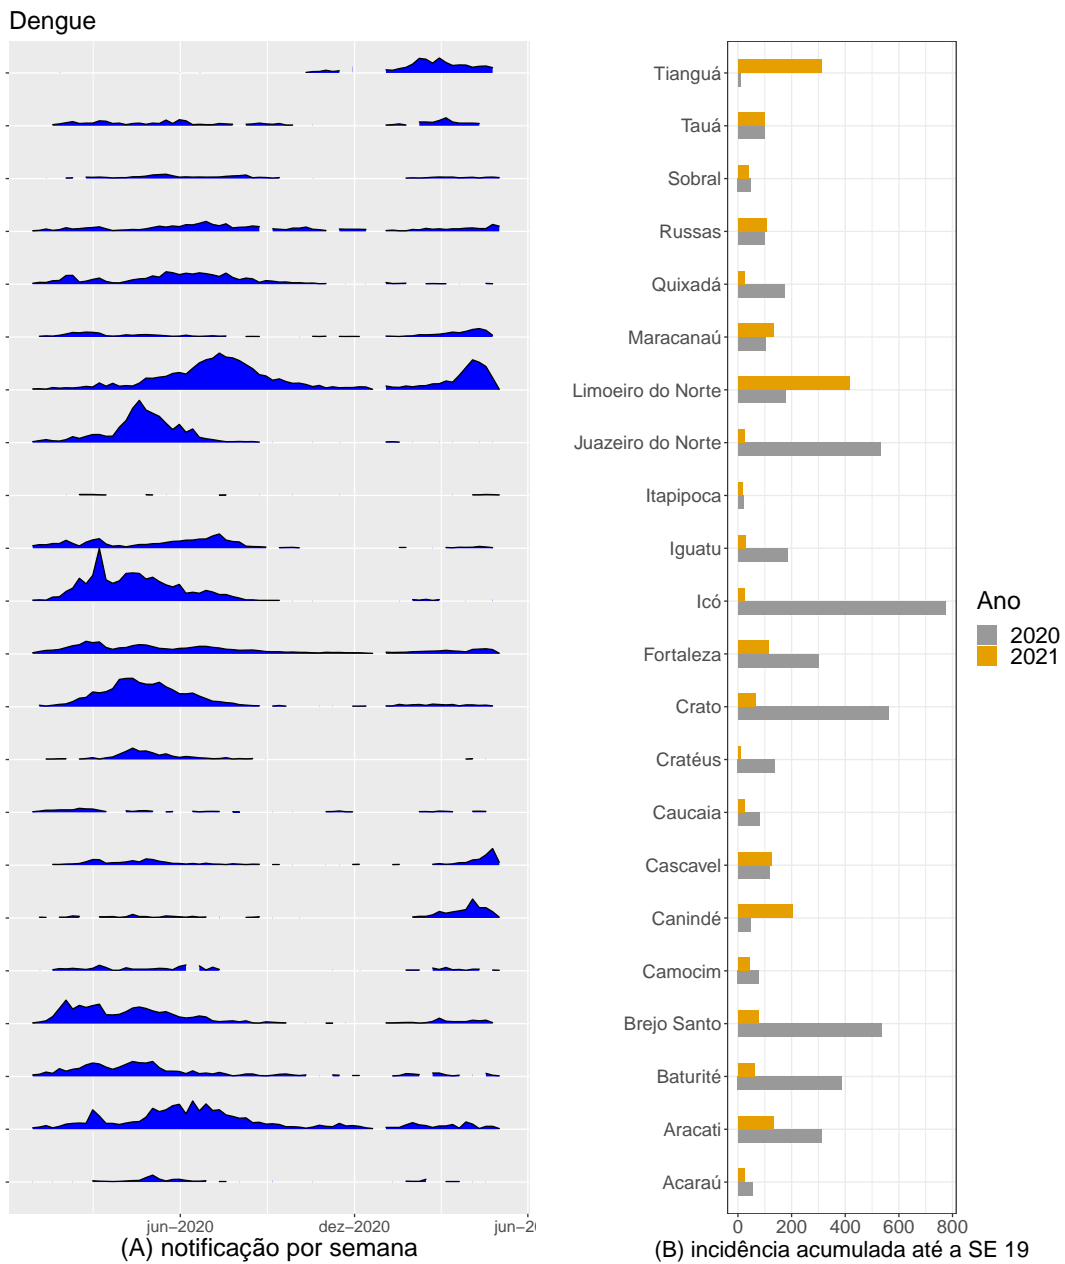 Dengue
Tianguá
Tauá
Sobral
Russas
Quixadá
Maracanaú
Limoeiro do Norte
Juazeiro do Norte
Itapipoca
Iguatu
Icó
Fortaleza
Crato
Cratéus
Caucaia
Cascavel
Canindé
Camocim
Brejo Santo
Baturité
Aracati
Acaraú
Ano
2020
2021
jun–2020 dez–2020 jun–2
(A) notificação por semana
0 200 400 600 800
(B) incidência acumulada até a SE 19